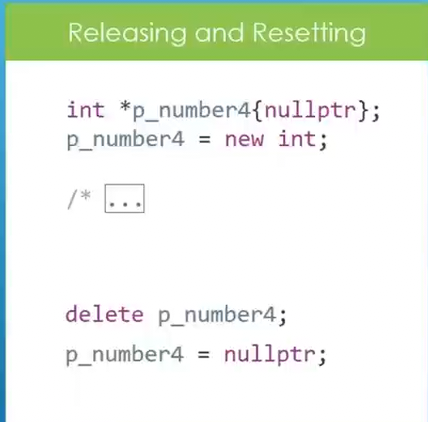 Releasing and Resetting
int *p_number4{nullptr};
p_number4 = new int;
/* ...
delete p_number4;
p_number4 = nullptr;